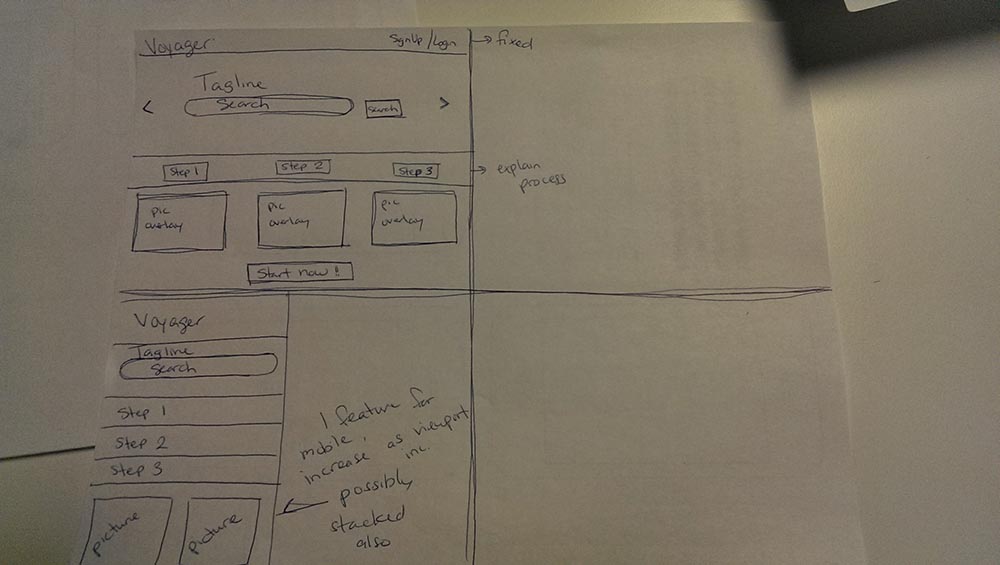 Voyager
SignUp/Login
→ fixed
Tagline
<
Search
Search
>
Step 1
Step 2
Step 3
→ explain
process
pic
overlay
pic
overlay
pic
overlay
Start now!!
Voyager
Tagline
Search
Step 1
Step 2
Step 3
picture
picture
1 feature for
mobile,
increase as viewport
inc.
possibly
stacked
also